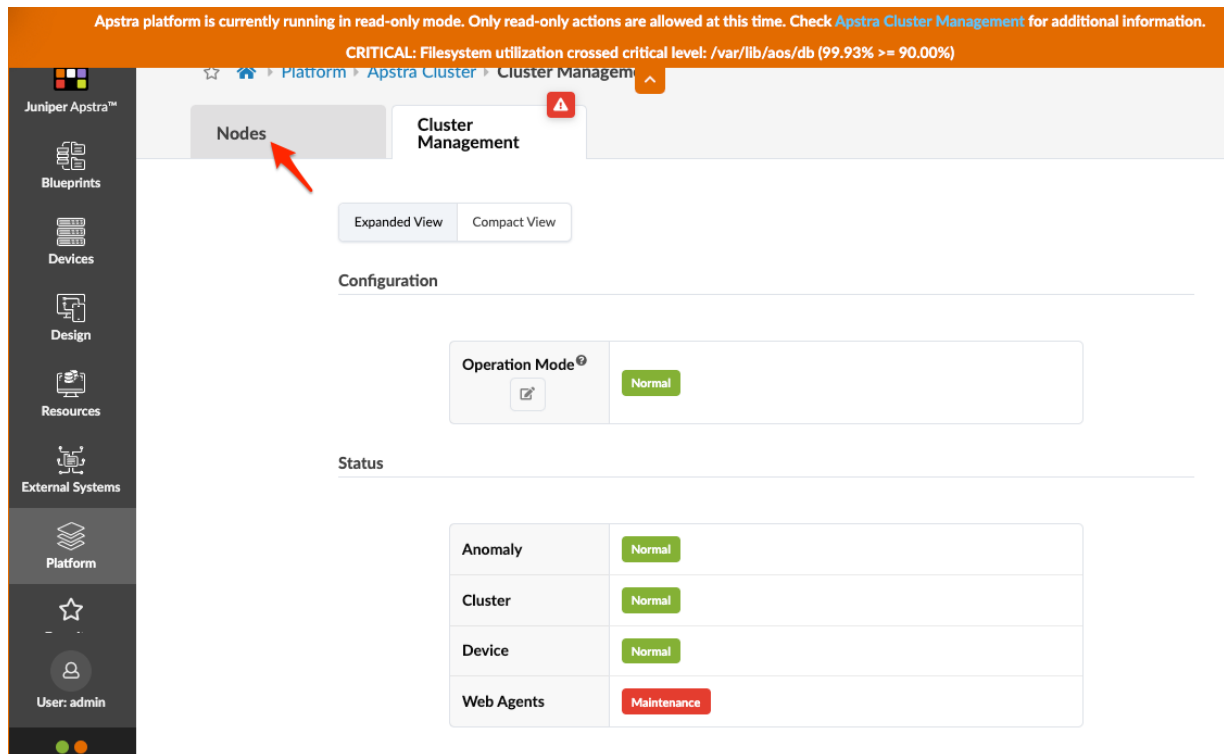 Apstra platform is currently running in read-only mode. Only read-only actions are allowed at this time. Check Apstra Cluster Management for additional information.
CRITICAL: Filesystem utilization crossed critical level: /var/lib/aos/db (99.93% >= 90.00%)
Platform Apstra Cluster Cluster Managem
Juniper Apstra™
Nodes
Cluster
Management
Blueprints
Devices
Design
Resources
External Systems
Platform
User: admin
Expanded View Compact View
Configuration
Operation Mode Normal
Status
Anomaly Normal
Cluster Normal
Device Normal
Web Agents Maintenance